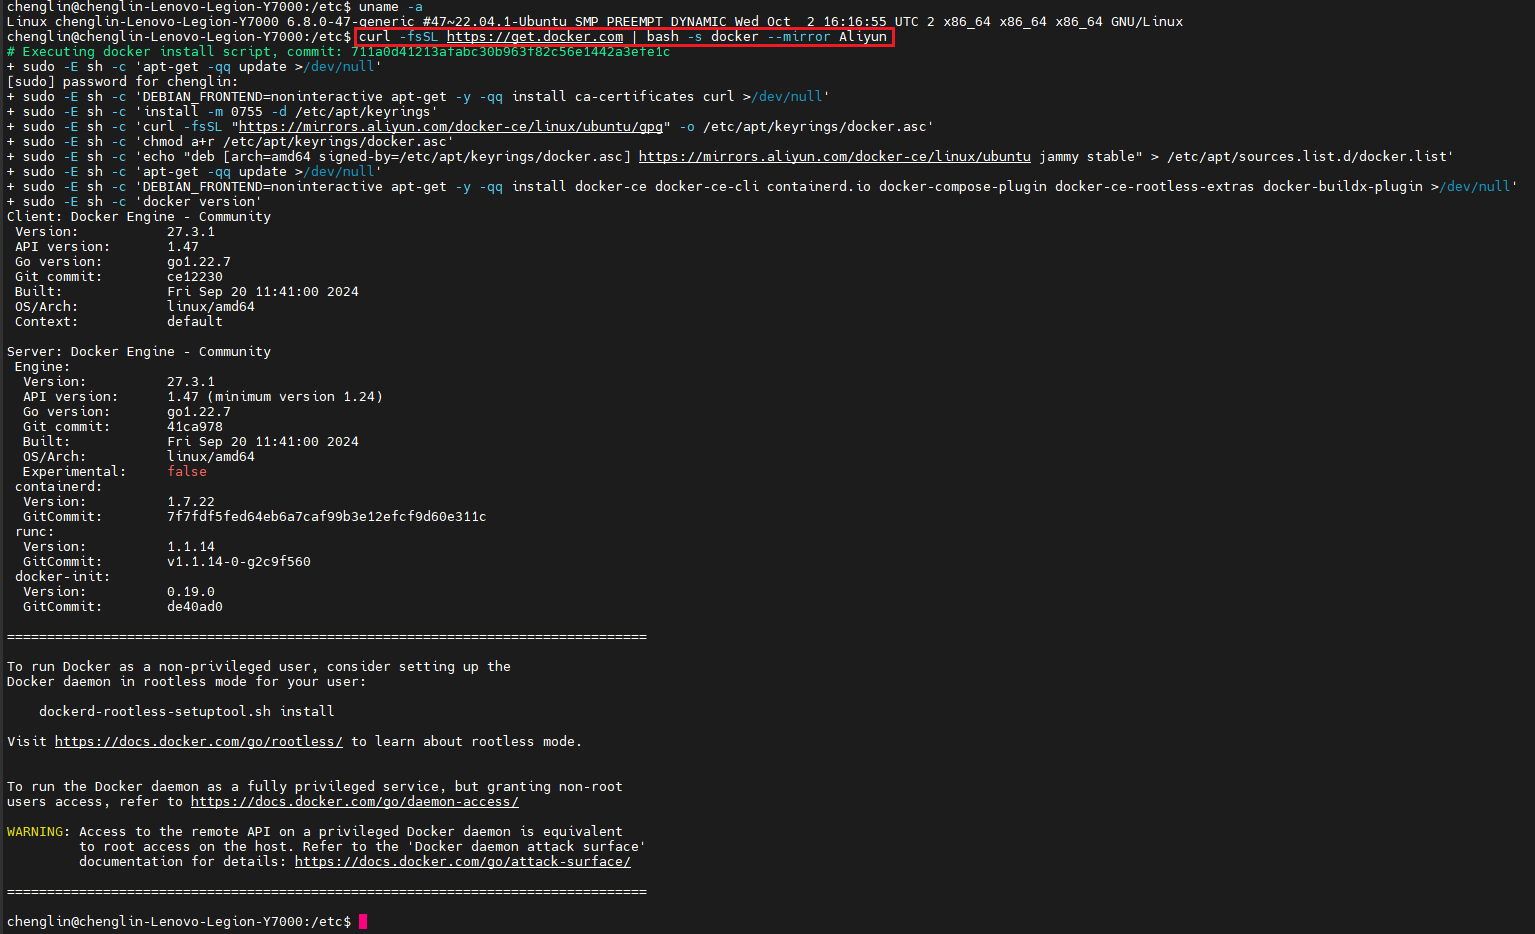 chenglin@chenglin-Lenovo-Legion-Y7000:/etc$ uname -a
Linux chenglin-Lenovo-Legion-Y7000 6.8.0-47-generic #47~22.04.1-Ubuntu SMP PREEMPT_DYNAMIC Wed Oct  2 16:16:55 UTC 2 x86_64 x86_64 x86_64 GNU/Linux
chenglin@chenglin-Lenovo-Legion-Y7000:/etc$ curl -fsSL https://get.docker.com | bash -s docker --mirror Aliyun
# Executing docker install script, commit: 711a0d41213afabc30b963f82c56e1442a3efe1c
+ sudo -E sh -c 'apt-get -qq update >/dev/null'
[sudo] password for chenglin:
+ sudo -E sh -c 'DEBIAN_FRONTEND=noninteractive apt-get -y -qq install ca-certificates curl >/dev/null'
+ sudo -E sh -c 'install -m 0755 -d /etc/apt/keyrings'
+ sudo -E sh -c 'curl -fsSL "https://mirrors.aliyun.com/docker-ce/linux/ubuntu/gpg" -o /etc/apt/keyrings/docker.asc'
+ sudo -E sh -c 'chmod a+r /etc/apt/keyrings/docker.asc'
+ sudo -E sh -c 'echo "deb [arch=amd64 signed-by=/etc/apt/keyrings/docker.asc] https://mirrors.aliyun.com/docker-ce/linux/ubuntu jammy stable" > /etc/apt/sources.list.d/docker.list'
+ sudo -E sh -c 'apt-get -qq update >/dev/null'
+ sudo -E sh -c 'DEBIAN_FRONTEND=noninteractive apt-get -y -qq install docker-ce docker-ce-cli containerd.io docker-compose-plugin docker-ce-rootless-extras docker-buildx-plugin >/dev/null'
+ sudo -E sh -c 'docker version'
Client: Docker Engine - Community
 Version:           27.3.1
 API version:       1.47
 Go version:        go1.22.7
 Git commit:        ce12230
 Built:             Fri Sep 20 11:41:00 2024
 OS/Arch:           linux/amd64
 Context:           default

Server: Docker Engine - Community
 Engine:
  Version:          27.3.1
  API version:      1.47 (minimum version 1.24)
  Go version:       go1.22.7
  Git commit:       41ca978
  Built:            Fri Sep 20 11:41:00 2024
  OS/Arch:          linux/amd64
  Experimental:     false
 containerd:
  Version:          1.7.22
  GitCommit:        7f7fdf5fed64eb6a7caf99b3e12efcf9d60e311c
 runc:
  Version:          1.1.14
  GitCommit:        v1.1.14-0-g2c9f560
 docker-init:
  Version:          0.19.0
  GitCommit:        de40ad0

================================================================================

To run Docker as a non-privileged user, consider setting up the
Docker daemon in rootless mode for your user:

    dockerd-rootless-setuptool.sh install

Visit https://docs.docker.com/go/rootless/ to learn about rootless mode.


To run the Docker daemon as a fully privileged service, but granting non-root
users access, refer to https://docs.docker.com/go/daemon-access/

WARNING: Access to the remote API on a privileged Docker daemon is equivalent
         to root access on the host. Refer to the 'Docker daemon attack surface'
         documentation for details: https://docs.docker.com/go/attack-surface/

================================================================================

chenglin@chenglin-Lenovo-Legion-Y7000:/etc$